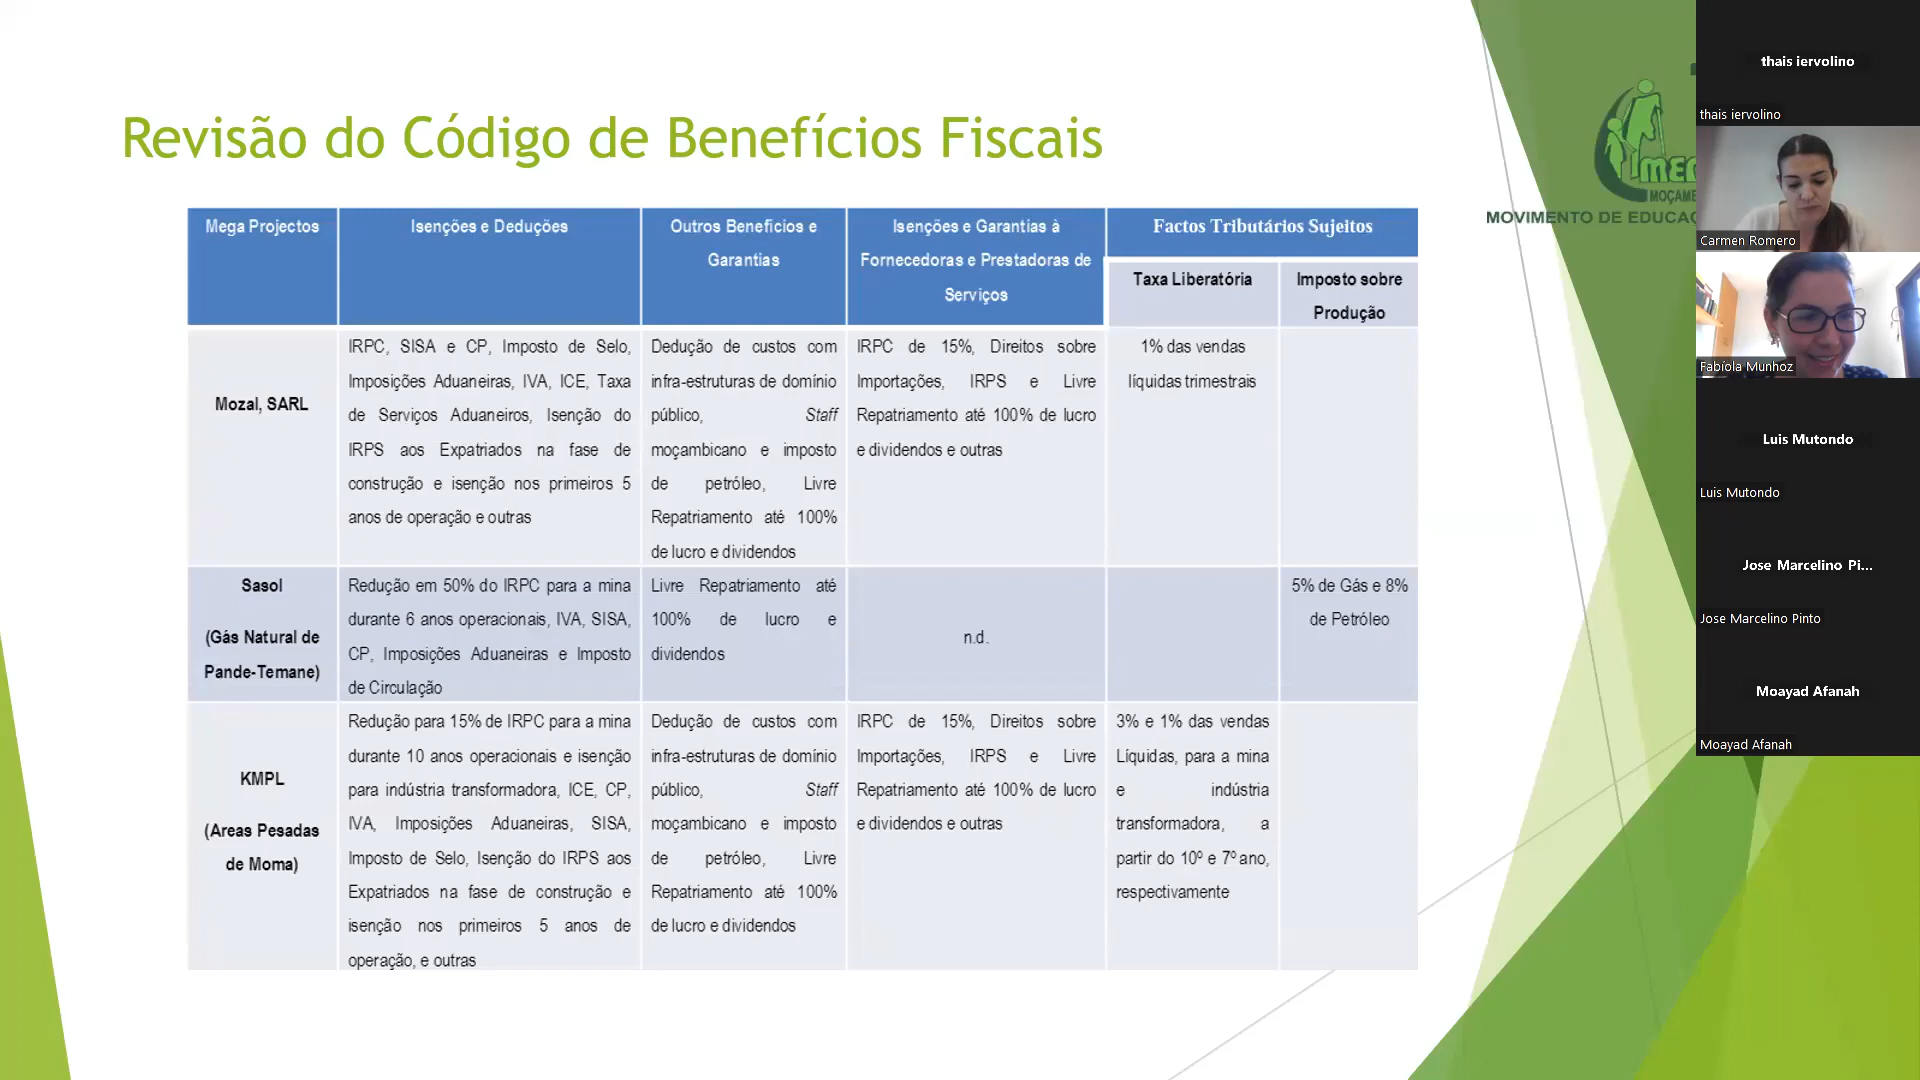 Revisão do Código de Benefícios Fiscais
Mega Projectos
Isenções e Deduções
Outros Benefícios e
Garantias
Isenções e Garantias à
Fornecedoras e Prestadoras de
Serviços
Factos Tributários Sujeitos
Taxa Liberatória
Imposto sobre
Produção
Mozal, SARL
IRPC, SISA e CP, Imposto de Selo,
Imposições Aduaneiras, IVA, ICE, Taxa
de Serviços Aduaneiros, Isenção do
IRPS aos Expatriados na fase de
construção e isenção nos primeiros 5
anos de operação e outras
Dedução de custos com
infra-estruturas de domínio
público, Staff
moçambicano e imposto
de petróleo, Livre
Repatriamento até 100%
de lucro e dividendos
IRPC de 15%, Direitos sobre
Importações, IRPS e Livre
Repatriamento até 100% de lucro
e dividendos e outras
1% das vendas
líquidas trimestrais
Sasol
(Gás Natural de
Pande-Temane)
Redução em 50% do IRPC para a mina
durante 6 anos operacionais, IVA, SISA,
CP, Imposições Aduaneiras e Imposto
de Circulação
Livre Repatriamento até
100% de lucro e
dividendos
n.d.
5% de Gás e 8%
de Petróleo
KMPL
(Areas Pesadas
de Moma)
Redução para 15% de IRPC para a mina
durante 10 anos operacionais e isenção
para indústria transformadora, ICE, CP,
IVA, Imposições Aduaneiras, SISA,
Imposto de Selo, Isenção do IRPS aos
Expatriados na fase de construção e
isenção nos primeiros 5 anos de
operação, e outras
Dedução de custos com
infra-estruturas de domínio
público, Staff
moçambicano e imposto
de petróleo, Livre
Repatriamento até 100%
de lucro e dividendos
IRPC de 15%, Direitos sobre
Importações, IRPS e Livre
Repatriamento até 100% de lucro
e dividendos e outras
3% e 1% das vendas
Líquidas, para a mina
e indústria
transformadora, a
partir do 10º e 7º ano,
respectivamente
MOVIMENTO DE
thais iervolino
thais iervolino
Carmen Romero
Fabíola Munhoz
Luis Mutondo
Luis Mutondo
Jose Marcelino Pi...
Jose Marcelino Pinto
Moayad Afanah
Moayad Afanah